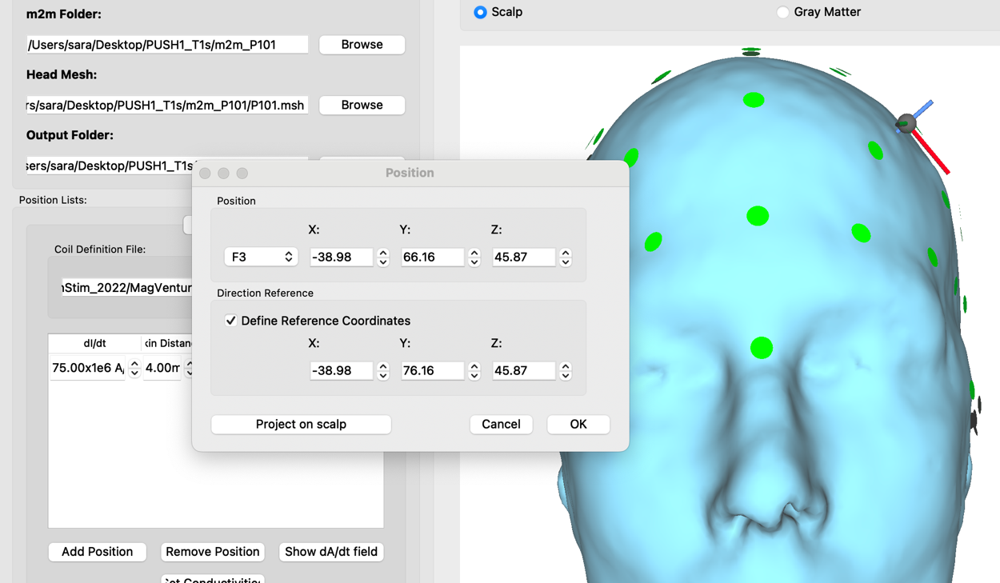 m2m Folder:
/Users/sara/Desktop/PUSH1_T1s/m2m_P101 Browse
Head Mesh:
rs/sara/Desktop/PUSH1_T1s/m2m_P101/P101.msh Browse
Output Folder:
sers/sara/Desktop/PUSH1_T1s/
Position Lists:
Coil Definition File:
nStim_2022/MagVentur
dI/dt kin Distanc
75.00x1e6 A/ 4.00m
Add Position Remove Position Show dA/dt field
Set Conductivities
Scalp Gray Matter
Position
Position
X: Y: Z:
F3 -38.98 66.16 45.87
Direction Reference
Define Reference Coordinates
X: Y: Z:
-38.98 76.16 45.87
Project on scalp Cancel OK